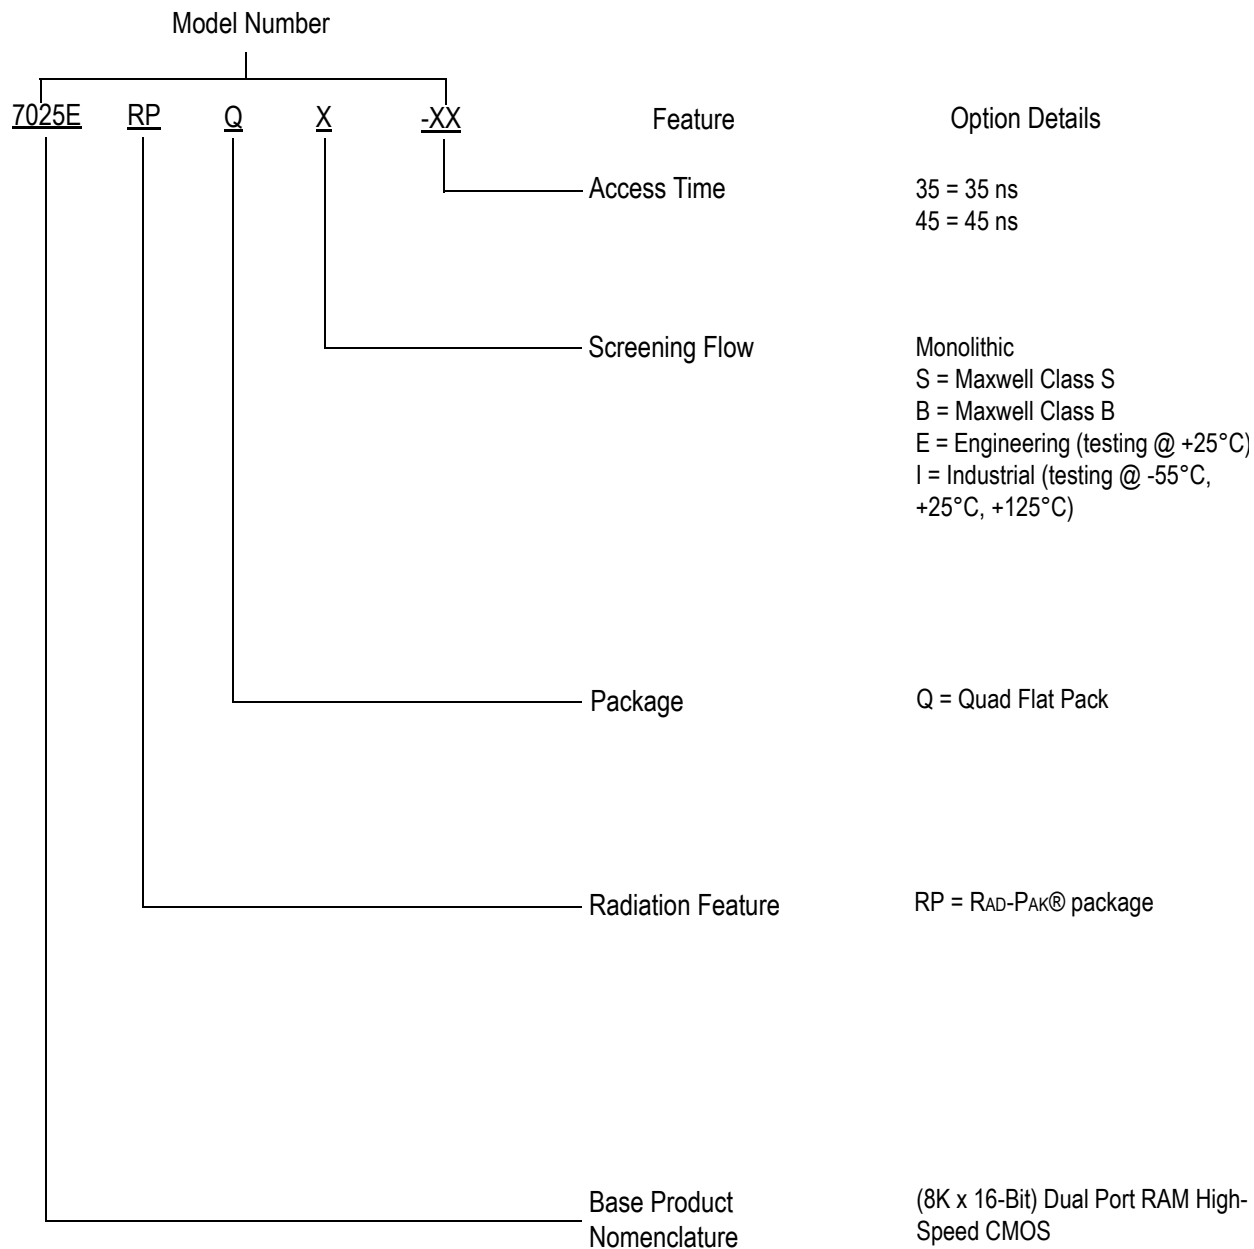 Model Number
7025E RP Q X -XX Feature Option Details
Access Time 35 = 35 ns
45 = 45 ns
Screening Flow Monolithic
S = Maxwell Class S
B = Maxwell Class B
E = Engineering (testing @ +25°C)
I = Industrial (testing @ -55°C,
+25°C, +125°C)
Package Q = Quad Flat Pack
Radiation Feature RP = RAD-PAK® package
Base Product (8K x 16-Bit) Dual Port RAM High-
Nomenclature Speed CMOS